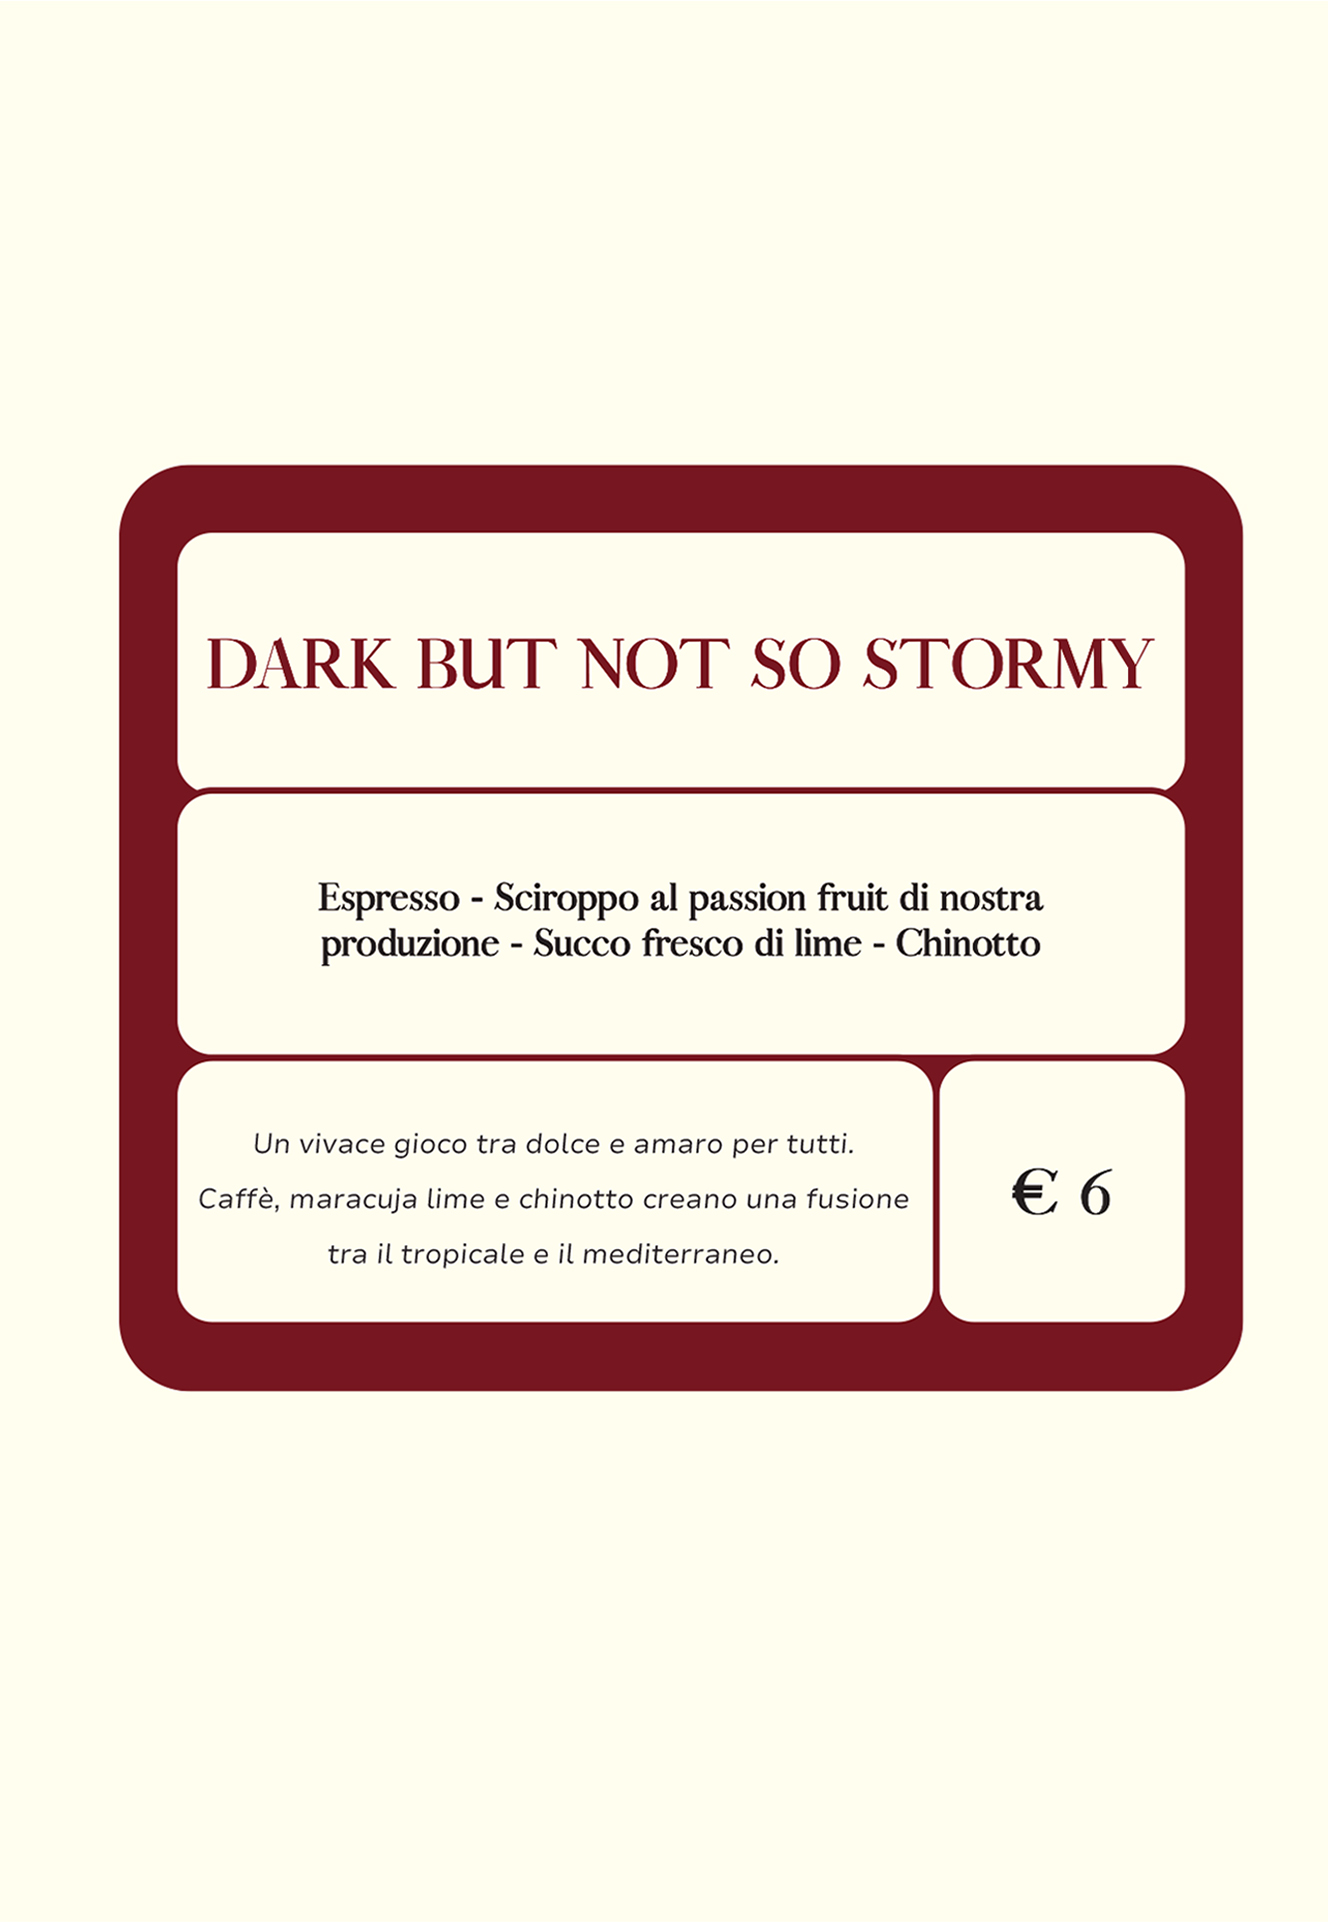 DARK BUT NOT SO STORMY
Espresso - Sciroppo al passion fruit di nostra
produzione - Succo fresco di lime - Chinotto
Un vivace gioco tra dolce e amaro per tutti.
Caffè, maracuja lime e chinotto creano una fusione
tra il tropicale e il mediterraneo.
€ 6